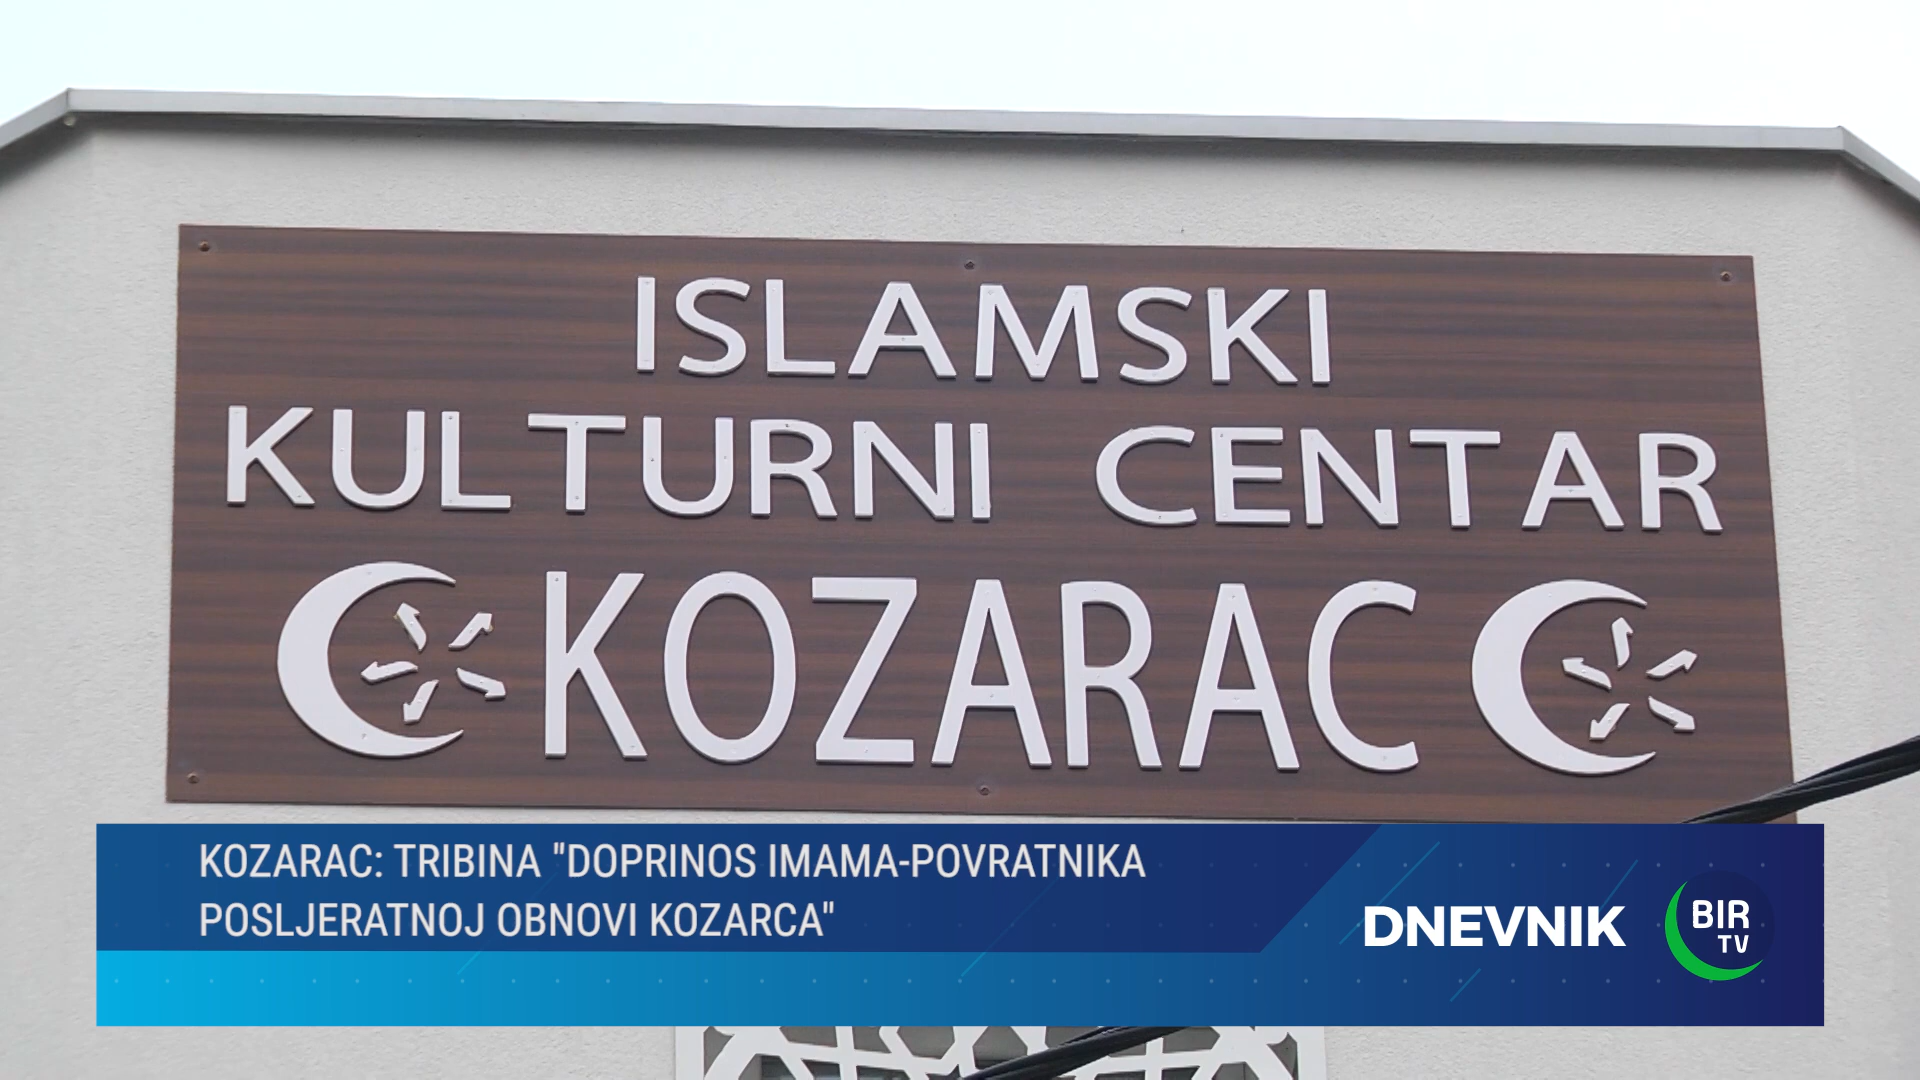 ISLAMSKI
KULTURNI CENTAR
KOZARAC
KOZARAC: TRIBINA "DOPRINOS IMAMA-POVRATNIKA
POSLJERATNOJ OBNOVI KOZARCA"
DNEVNIK
BIR
TV